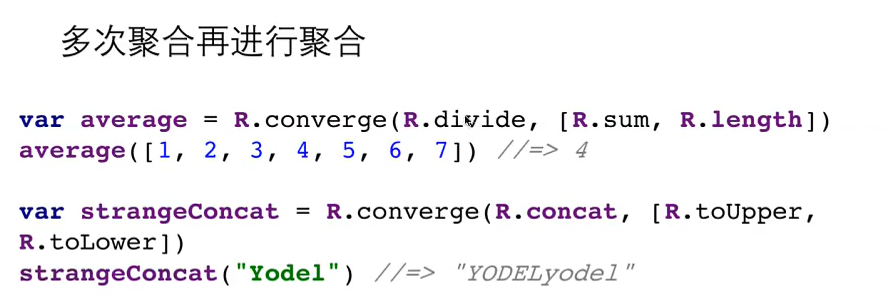 多次聚合再进行聚合
var average = R.converge(R.divide, [R.sum, R.length])
average([1, 2, 3, 4, 5, 6, 7]) //=> 4
var strangeConcat = R.converge(R.concat, [R.toUpper,
R.toLower])
strangeConcat("Yodel") //=> "YODELyodel"